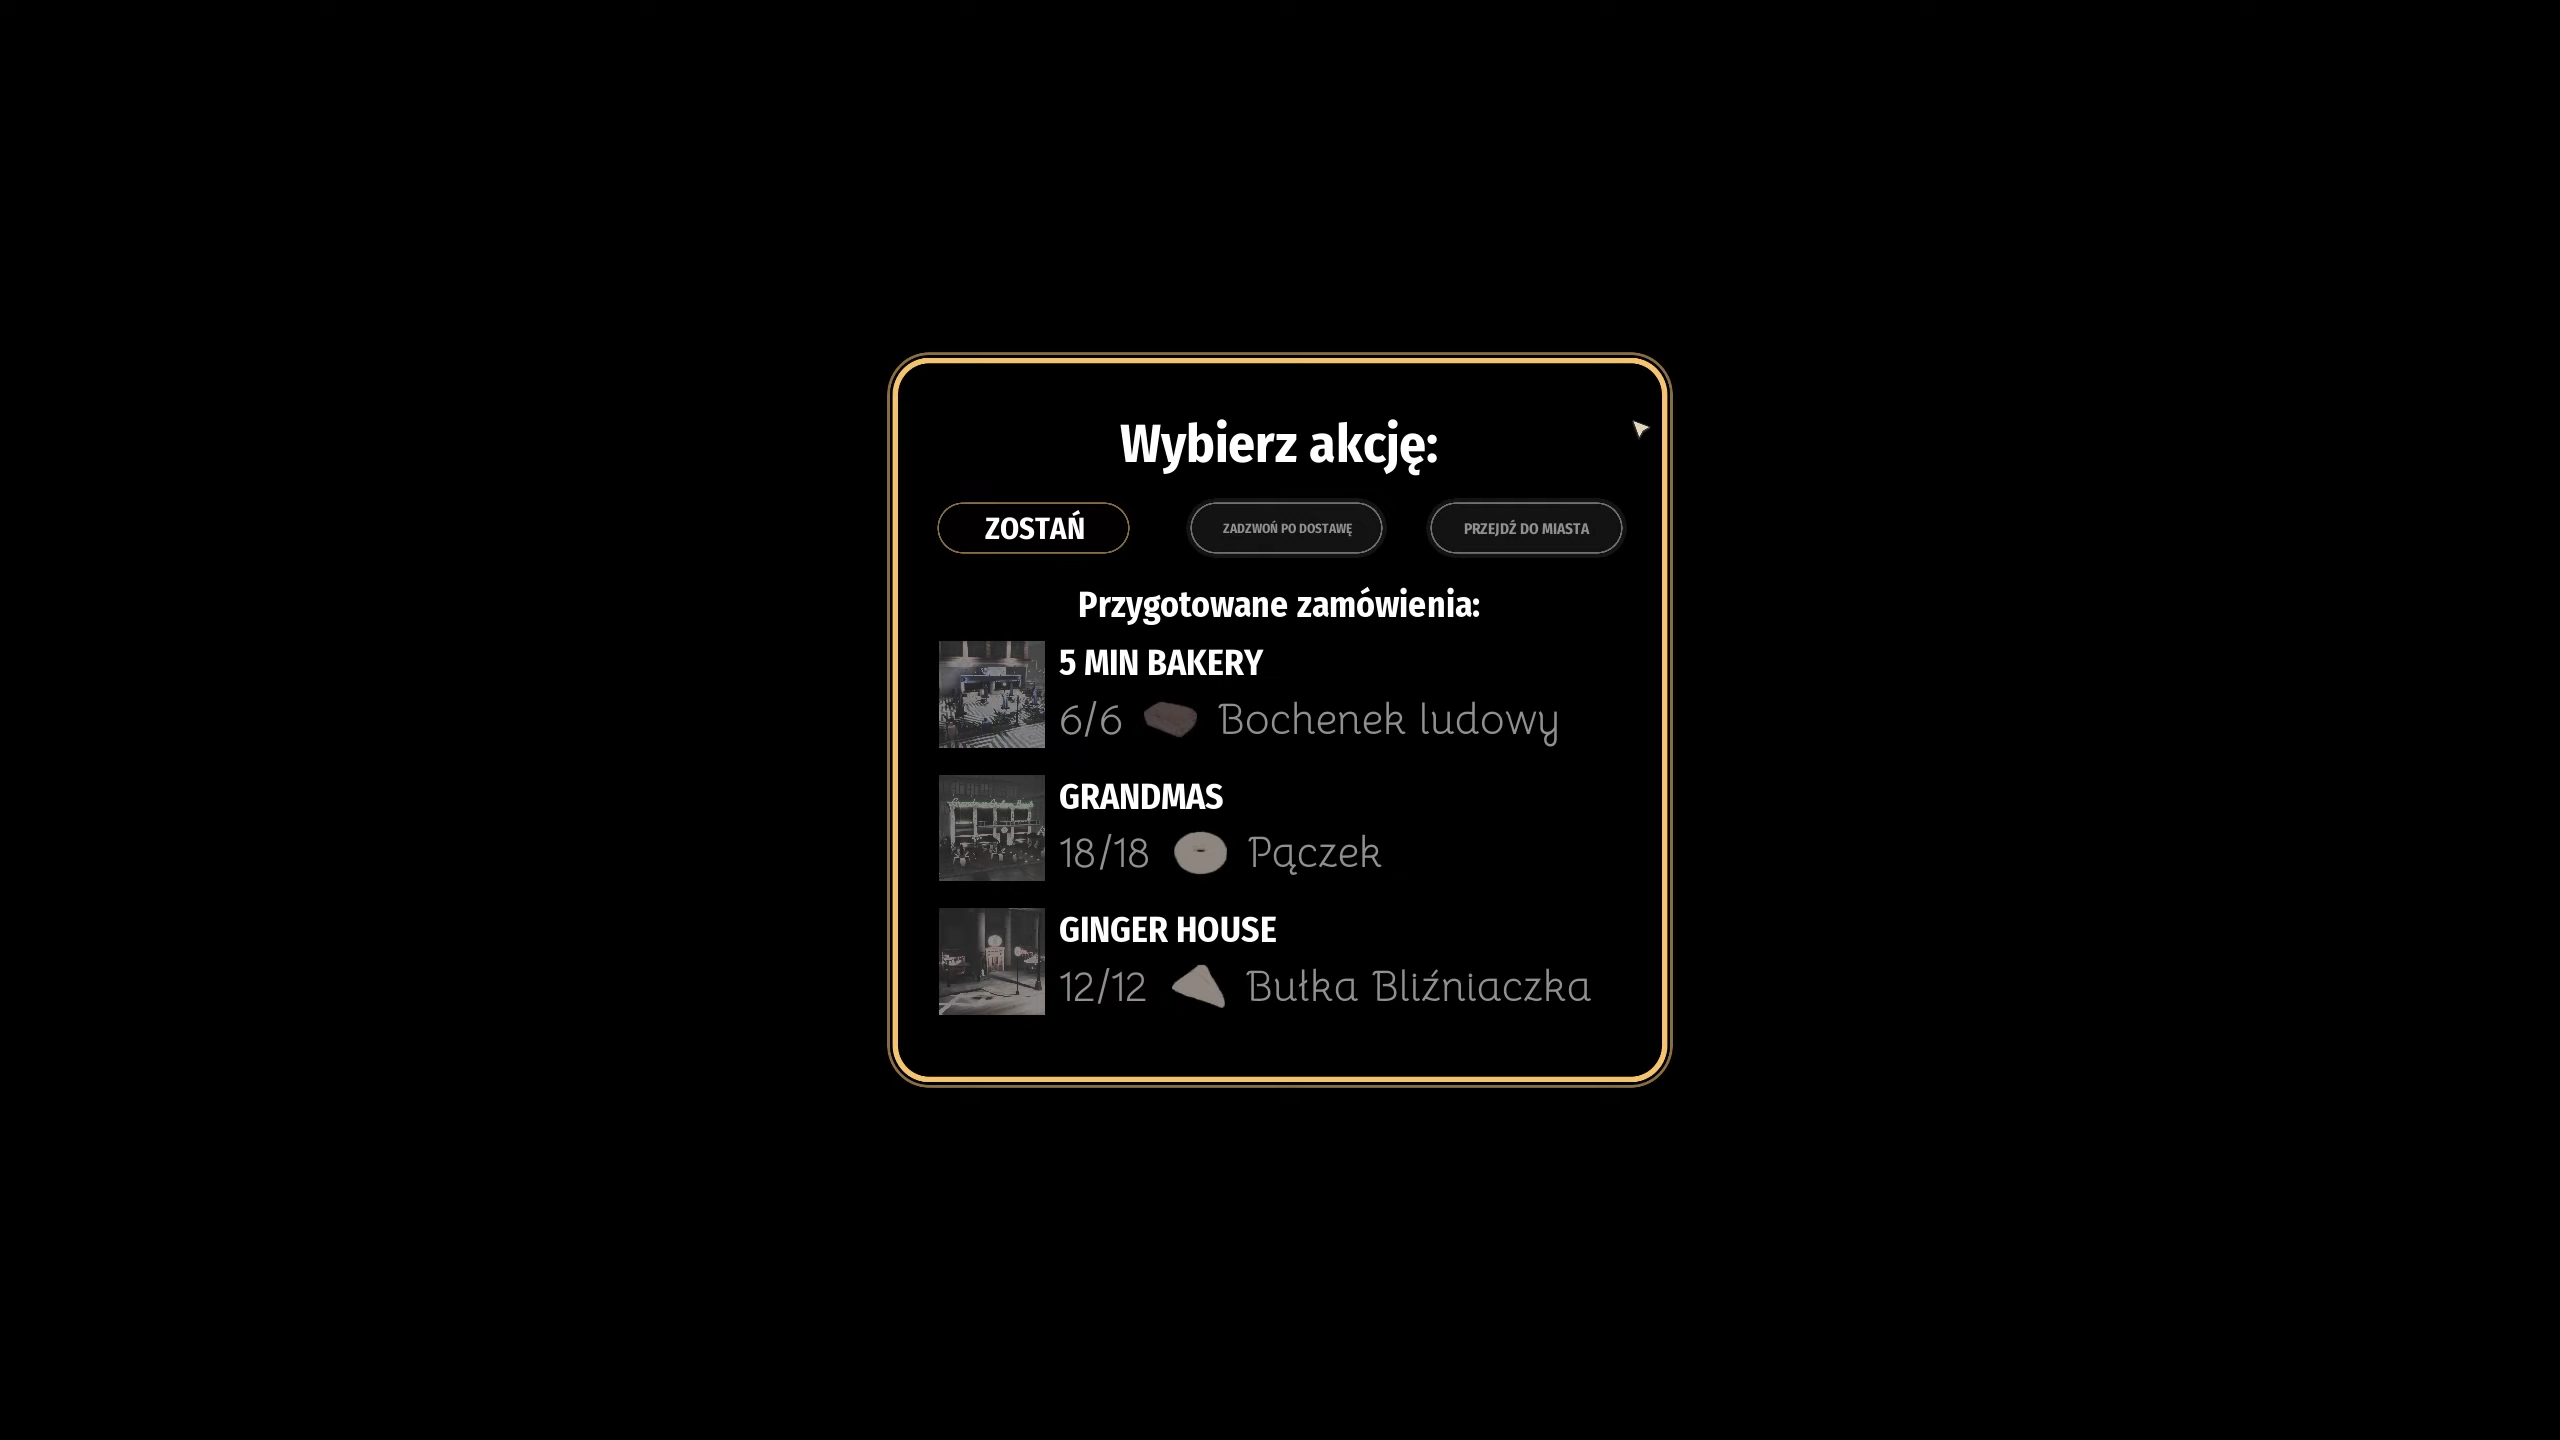 Wybierz akcję:
ZOSTAŃ
ZADZWOŃ PO DOSTAWĘ
PRZEJDŹ DO MIASTA
Przygotowane zamówienia:
5 MIN BAKERY
6/6 Bochenek ludowy
GRANDMAS
18/18 Pączek
GINGER HOUSE
12/12 Bułka Bliźniaczka